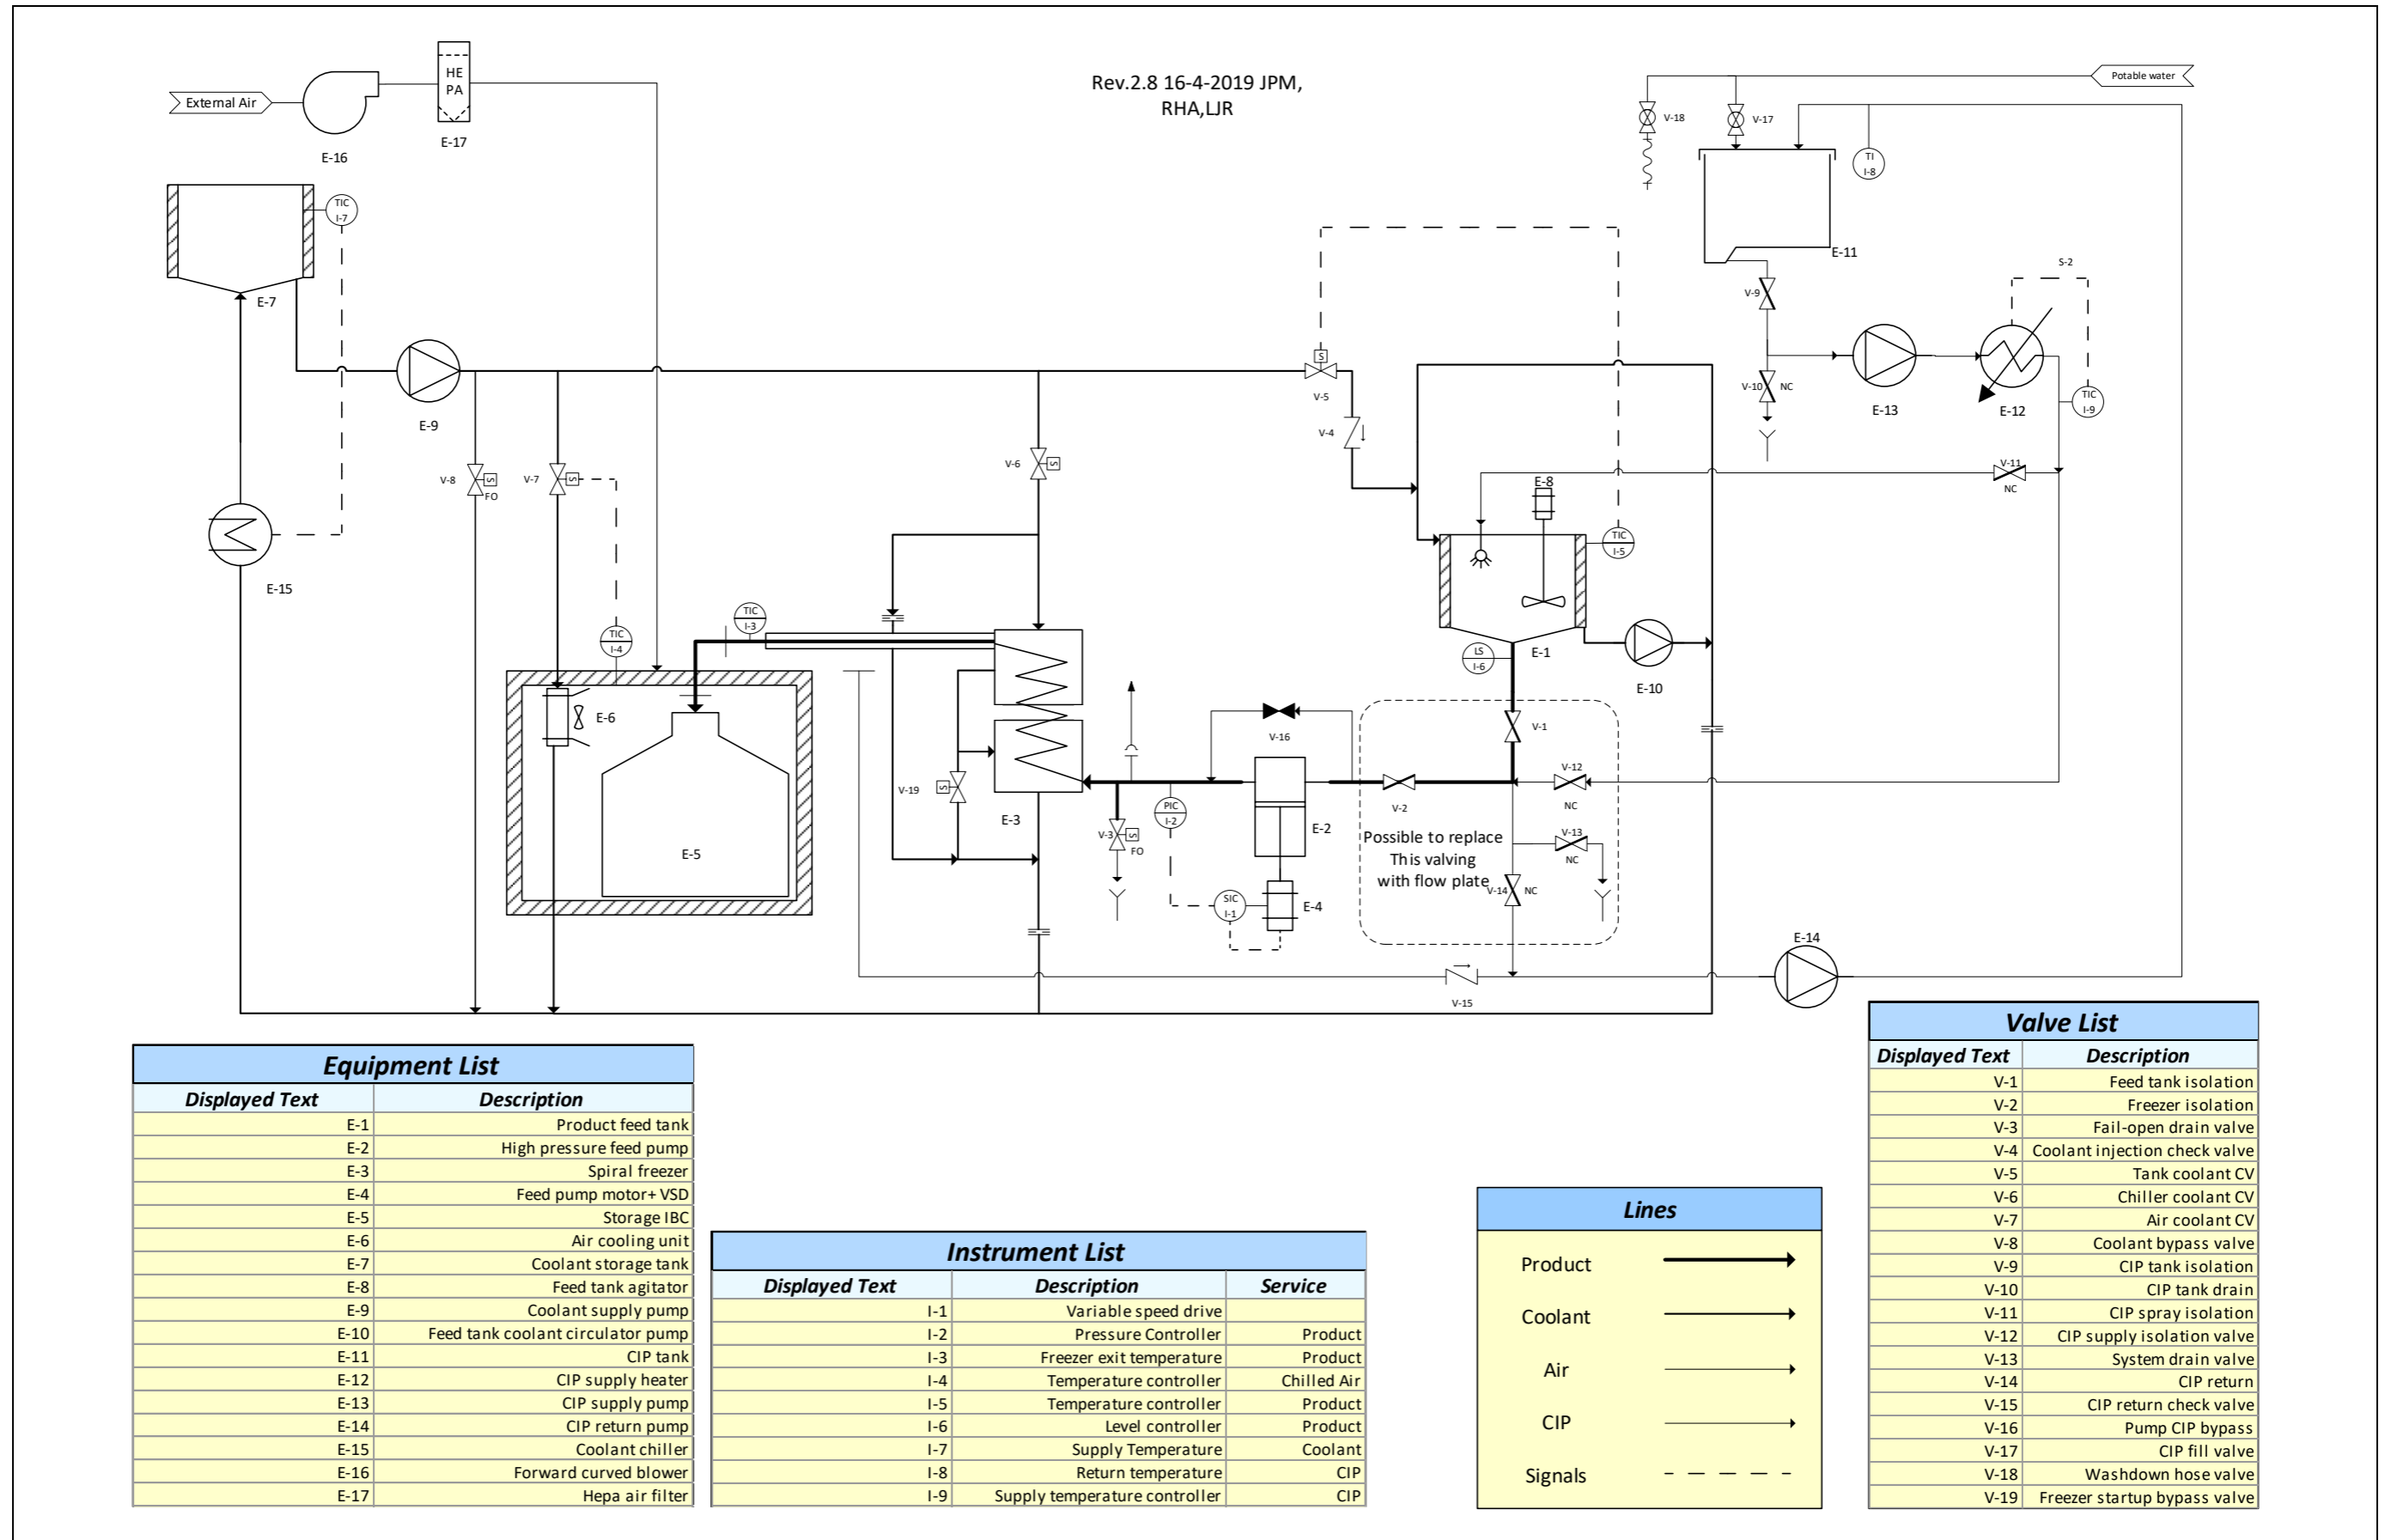 Rev.2.8 16-4-2019 JPM,
RHA,LJR
External Air
HE
PA
E-16
E-17
Potable water
V-18
V-17
TI
I-8
TIC
I-7
E-7
E-11
S-2
V-9
V-10
NC
E-13
E-12
TIC
I-9
E-9
S
V-5
V-4
V-6
S
V-8
S
FO
V-7
S
V-11
NC
E-8
TIC
I-5
E-15
TIC
I-4
TIC
I-3
LS
I-6
E-1
E-10
E-6
V-16
V-1
V-19
S
E-3
V-3
S
FO
PIC
I-2
E-2
V-2
V-12
NC
V-13
NC
Possible to replace
This valving
with flow plate
V-14
NC
E-5
SIC
I-1
E-4
V-15
E-14
Equipment List
Displayed Text Description
E-1 Product feed tank
E-2 High pressure feed pump
E-3 Spiral freezer
E-4 Feed pump motor+ VSD
E-5 Storage IBC
E-6 Air cooling unit
E-7 Coolant storage tank
E-8 Feed tank agitator
E-9 Coolant supply pump
E-10 Feed tank coolant circulator pump
E-11 CIP tank
E-12 CIP supply heater
E-13 CIP supply pump
E-14 CIP return pump
E-15 Coolant chiller
E-16 Forward curved blower
E-17 Hepa air filter
Instrument List
Displayed Text Description Service
I-1 Variable speed drive
I-2 Pressure Controller Product
I-3 Freezer exit temperature Product
I-4 Temperature controller Chilled Air
I-5 Temperature controller Product
I-6 Level controller Product
I-7 Supply Temperature Coolant
I-8 Return temperature CIP
I-9 Supply temperature controller CIP
Lines
Product
Coolant
Air
CIP
Signals
Valve List
Displayed Text Description
V-1 Feed tank isolation
V-2 Freezer isolation
V-3 Fail-open drain valve
V-4 Coolant injection check valve
V-5 Tank coolant CV
V-6 Chiller coolant CV
V-7 Air coolant CV
V-8 Coolant bypass valve
V-9 CIP tank isolation
V-10 CIP tank drain
V-11 CIP spray isolation
V-12 CIP supply isolation valve
V-13 System drain valve
V-14 CIP return
V-15 CIP return check valve
V-16 Pump CIP bypass
V-17 CIP fill valve
V-18 Washdown hose valve
V-19 Freezer startup bypass valve